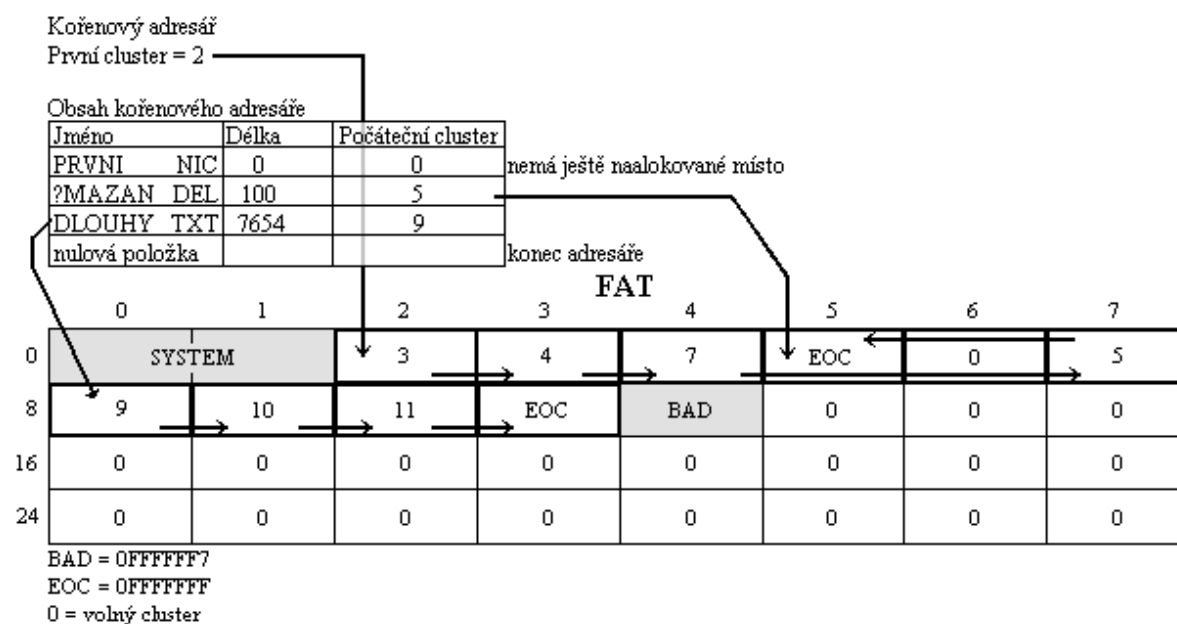 Kořenový adresář
První cluster = 2
Obsah kořenového adresáře
Jméno Délka Počáteční cluster
PRVNI NIC 0 0 nemá ještě naalokované místo
?MAZAN DEL 100 5
DLOUHY TXT 7654 9
nulová položka konec adresáře
FAT
0 1 2 3 4 5 6 7
0 SYSTEM 3 4 7 EOC 0 5
8 9 10 11 EOC BAD 0 0 0
16 0 0 0 0 0 0 0 0
24 0 0 0 0 0 0 0 0
BAD = 0FFFFFF7
EOC = 0FFFFFFF
0 = volný cluster